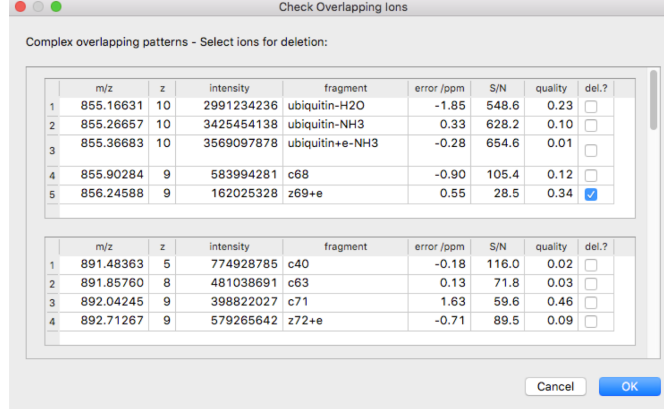 Check Overlapping Ions
Complex overlapping patterns - Select ions for deletion:
m/z z intensity fragment error /ppm S/N quality del.?
1 855.16631 10 2991234236 ubiquitin-H2O -1.85 548.6 0.23
2 855.26657 10 3425454138 ubiquitin-NH3 0.33 628.2 0.10
3 855.36683 10 3569097878 ubiquitin+e-NH3 -0.28 654.6 0.01
4 855.90284 9 583994281 c68 -0.90 105.4 0.12
5 856.24588 9 162025328 z69+e 0.55 28.5 0.34
m/z z intensity fragment error /ppm S/N quality del.?
1 891.48363 5 774928785 c40 -0.18 116.0 0.02
2 891.85760 8 481038691 c63 0.13 71.8 0.03
3 892.04245 9 398822027 c71 1.63 59.6 0.46
4 892.71267 9 579265642 z72+e -0.71 89.5 0.09
Cancel OK